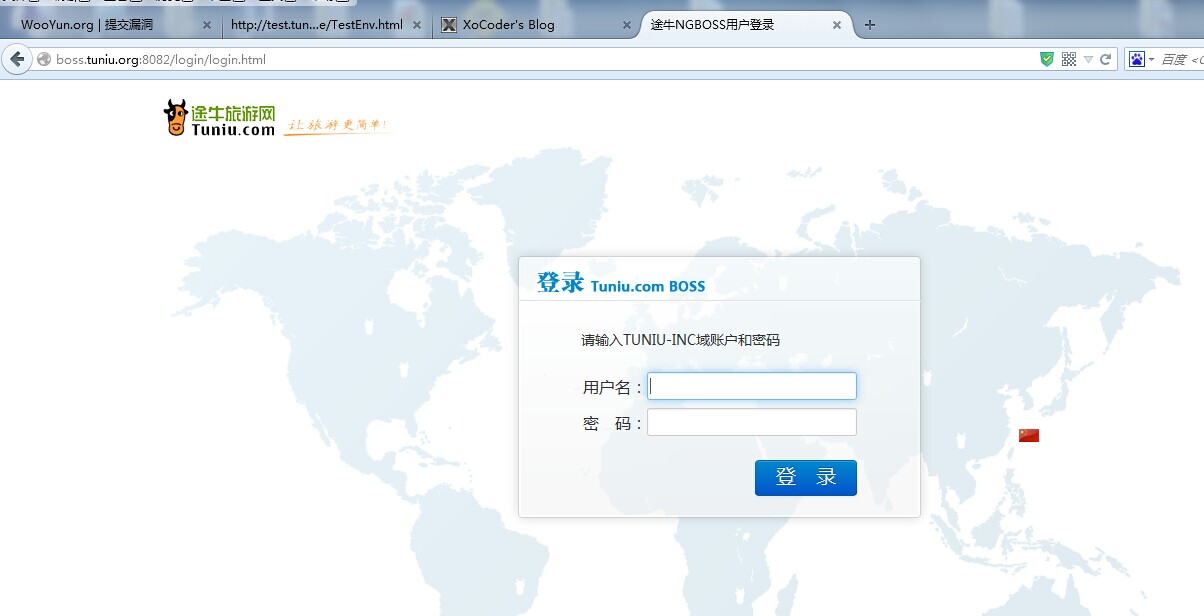 WooYun.org | 提交漏洞
http://test.tun...e/TestEnv.html
XoCoder's Blog
途牛NGBOSS用户登录
boss.tuniu.org:8082/login/login.html
百度
途牛旅游网
Tuniu.com
让旅游更简单!
登录 Tuniu.com BOSS
请输入TUNIU-INC域账户和密码
用户名：
密 码：
登 录